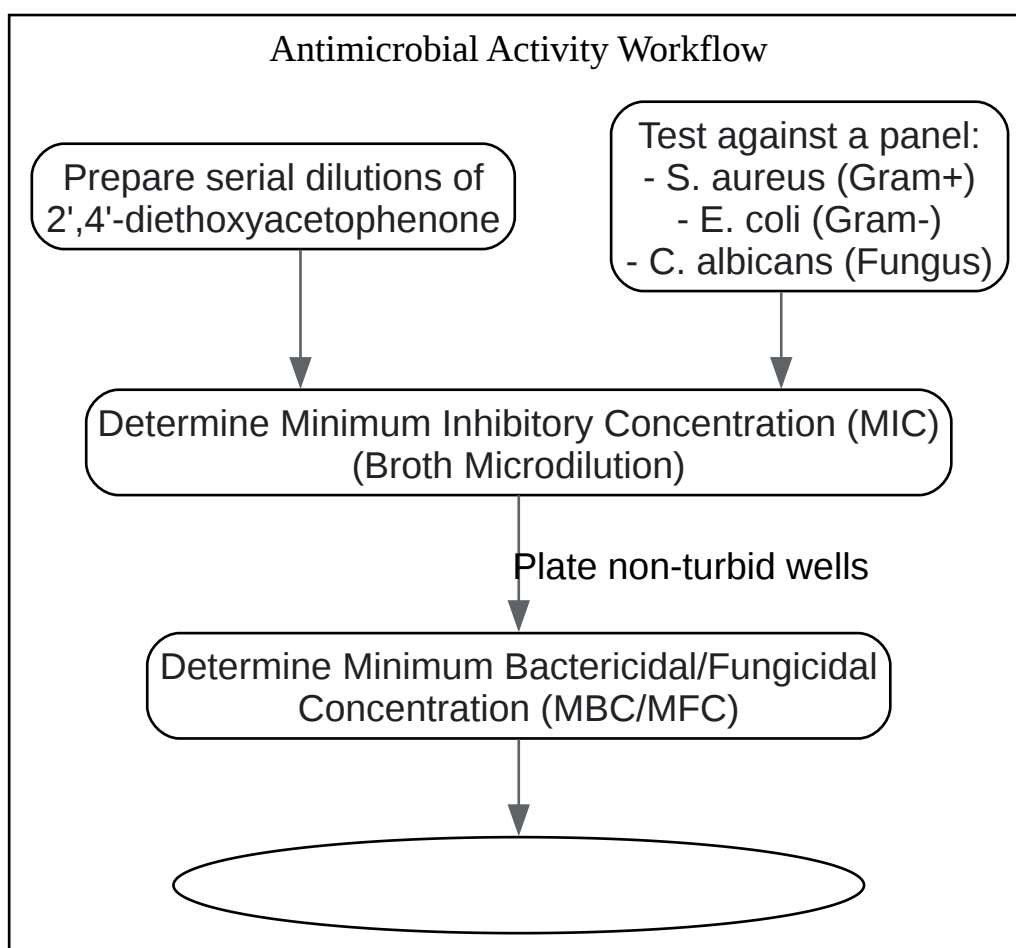 Antimicrobial Activity Workflow
Prepare serial dilutions of
2',4'-diethoxyacetophenone
Test against a panel:
- S. aureus (Gram+)
- E. coli (Gram-)
- C. albicans (Fungus)
Determine Minimum Inhibitory Concentration (MIC)
(Broth Microdilution)
Plate non-turbid wells
Determine Minimum Bactericidal/Fungicidal
Concentration (MBC/MFC)